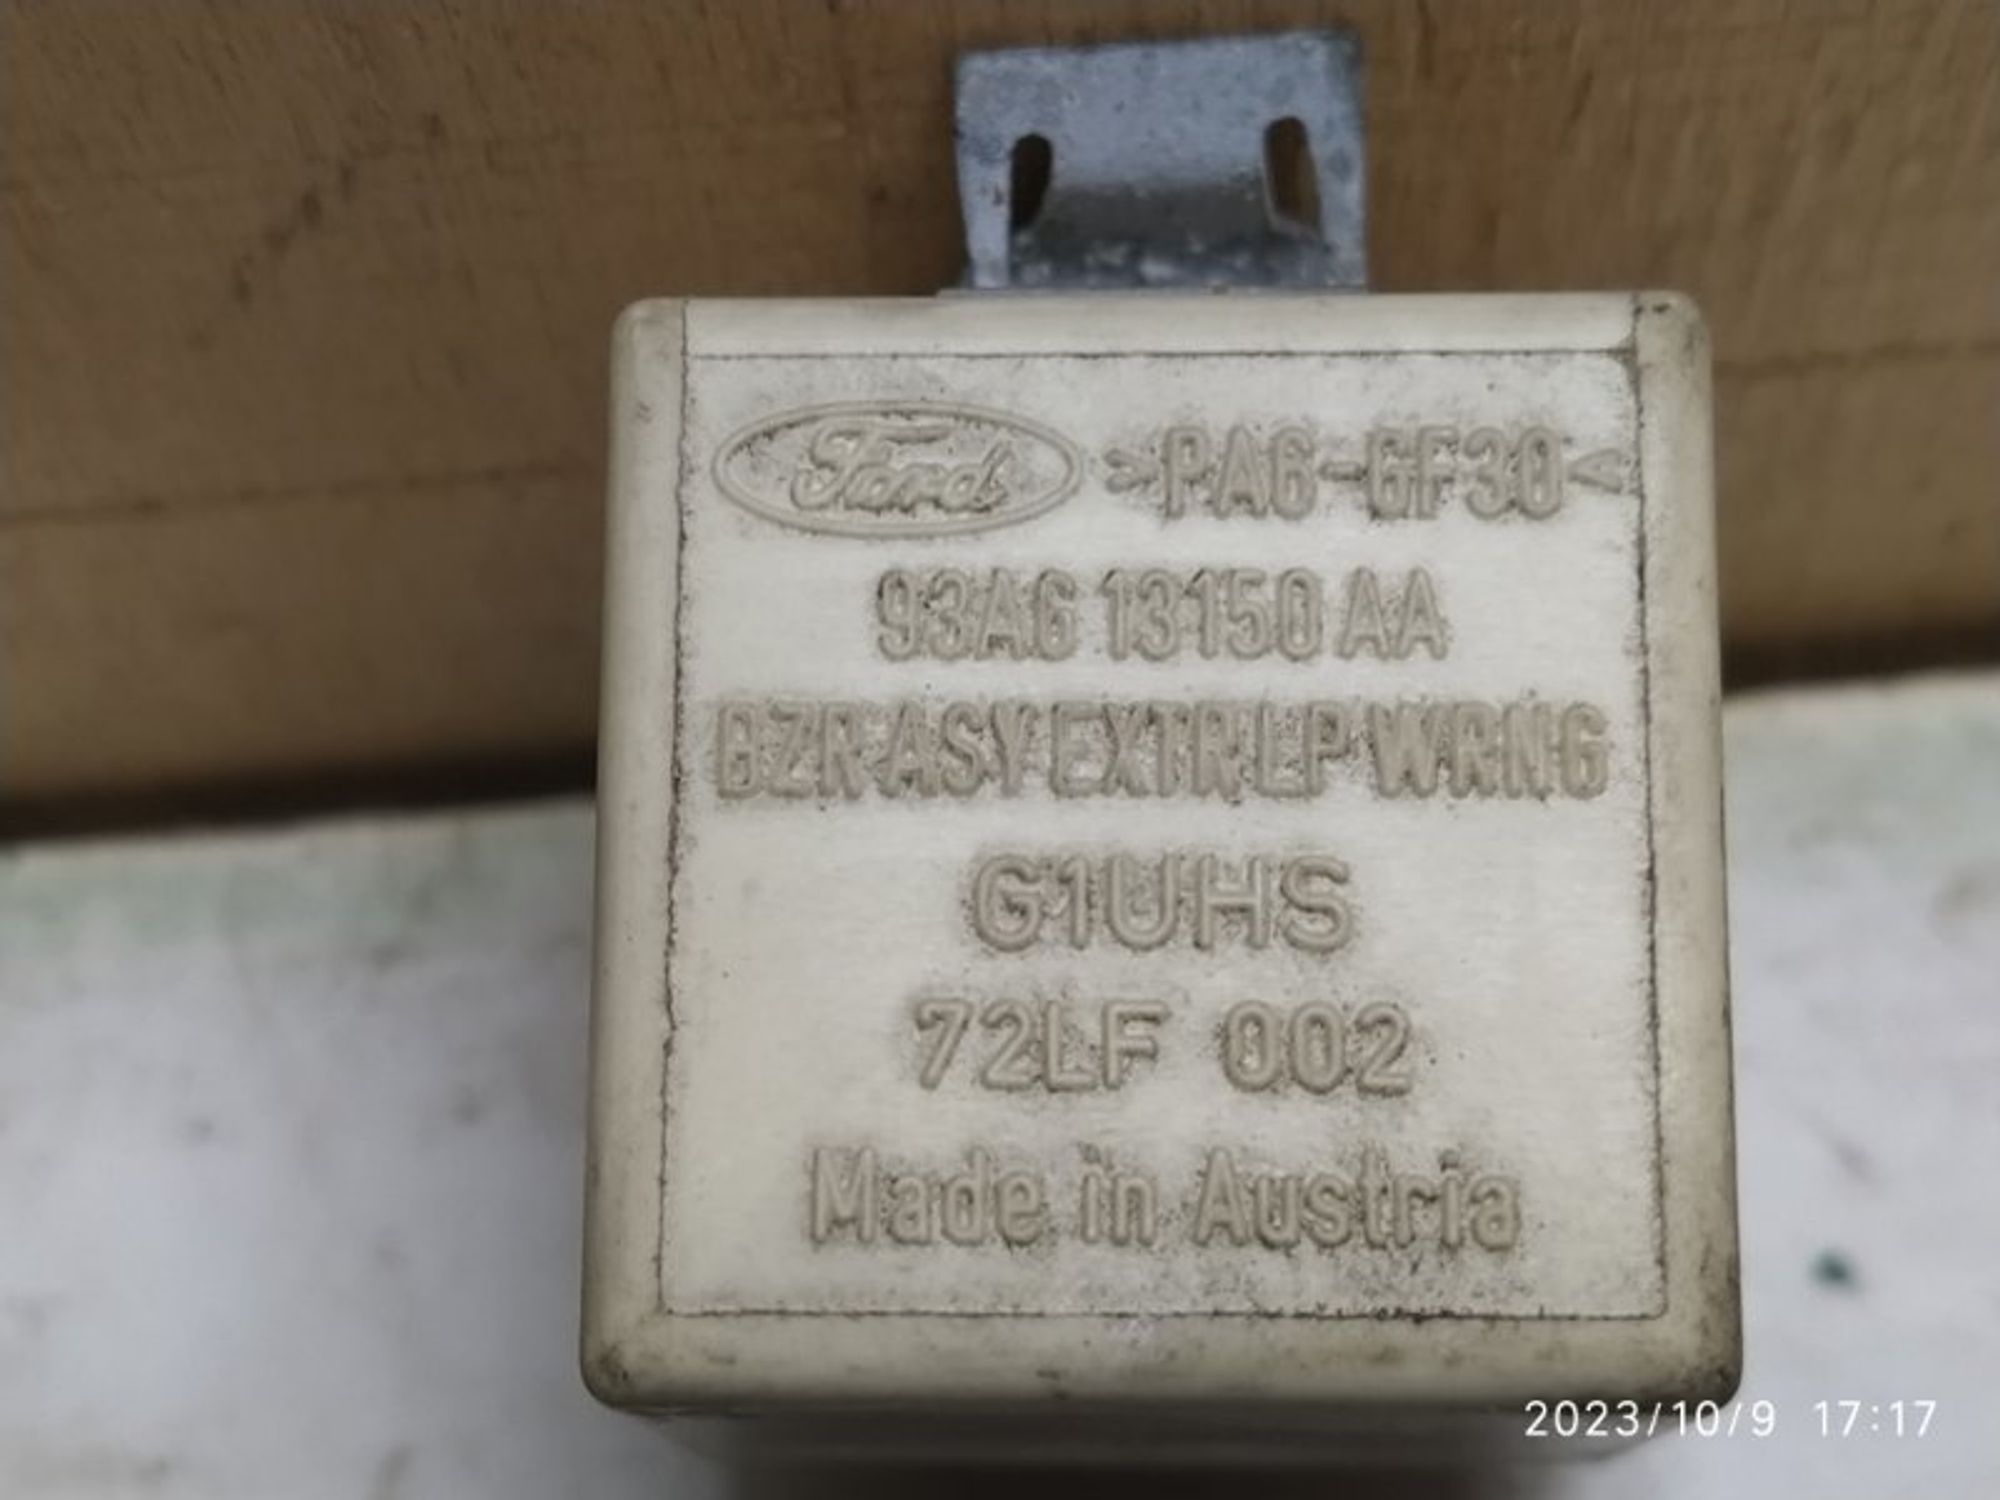 Ford >PA6-GF30<
93AG 13150 AA
BZR ASY EXTR LP WRNG
G1UHS
72LF 002
Made in Austria
2023/10/9 17:17